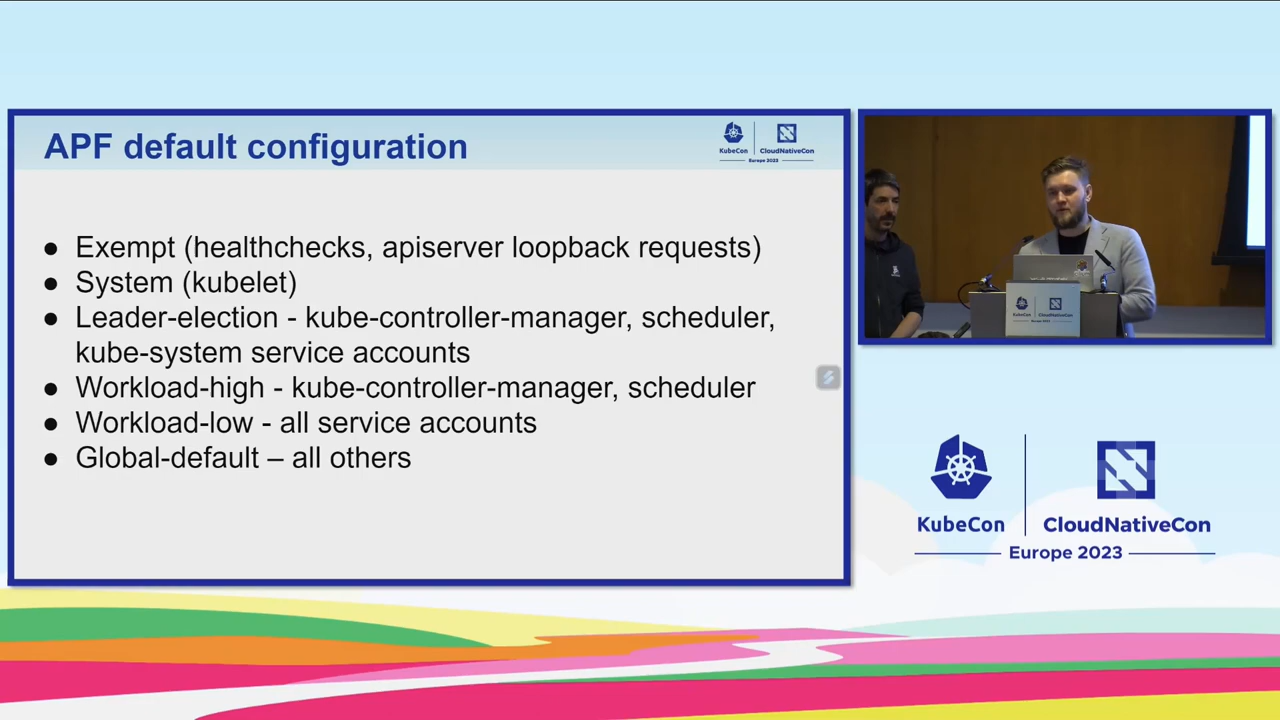 APF default configuration
KubeCon
CloudNativeCon
Europe 2023
● Exempt (healthchecks, apiserver loopback requests)
● System (kubelet)
● Leader-election - kube-controller-manager, scheduler,
kube-system service accounts
● Workload-high - kube-controller-manager, scheduler
● Workload-low - all service accounts
● Global-default – all others
KubeCon
CloudNativeCon
Europe 2023